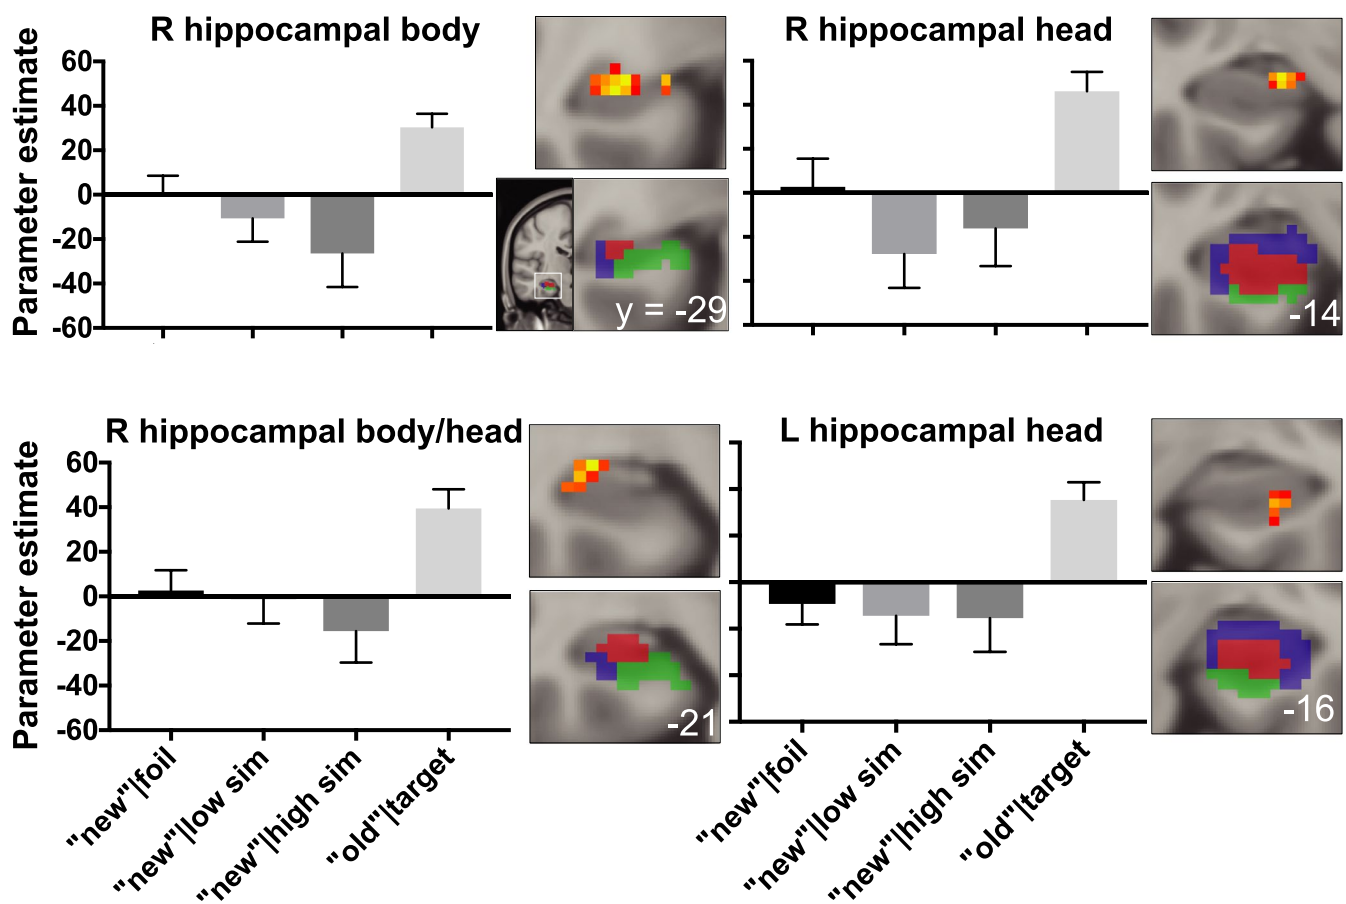 R hippocampal body
R hippocampal head
Parameter estimate
60
40
20
0
-20
-40
-60
y = -29
-14
R hippocampal body/head
L hippocampal head
Parameter estimate
60
40
20
0
-20
-40
-60
-21
-16
"new"|foil
"new"|low sim
"new"|high sim
"old"|target
"new"|foil
"new"|low sim
"new"|high sim
"old"|target